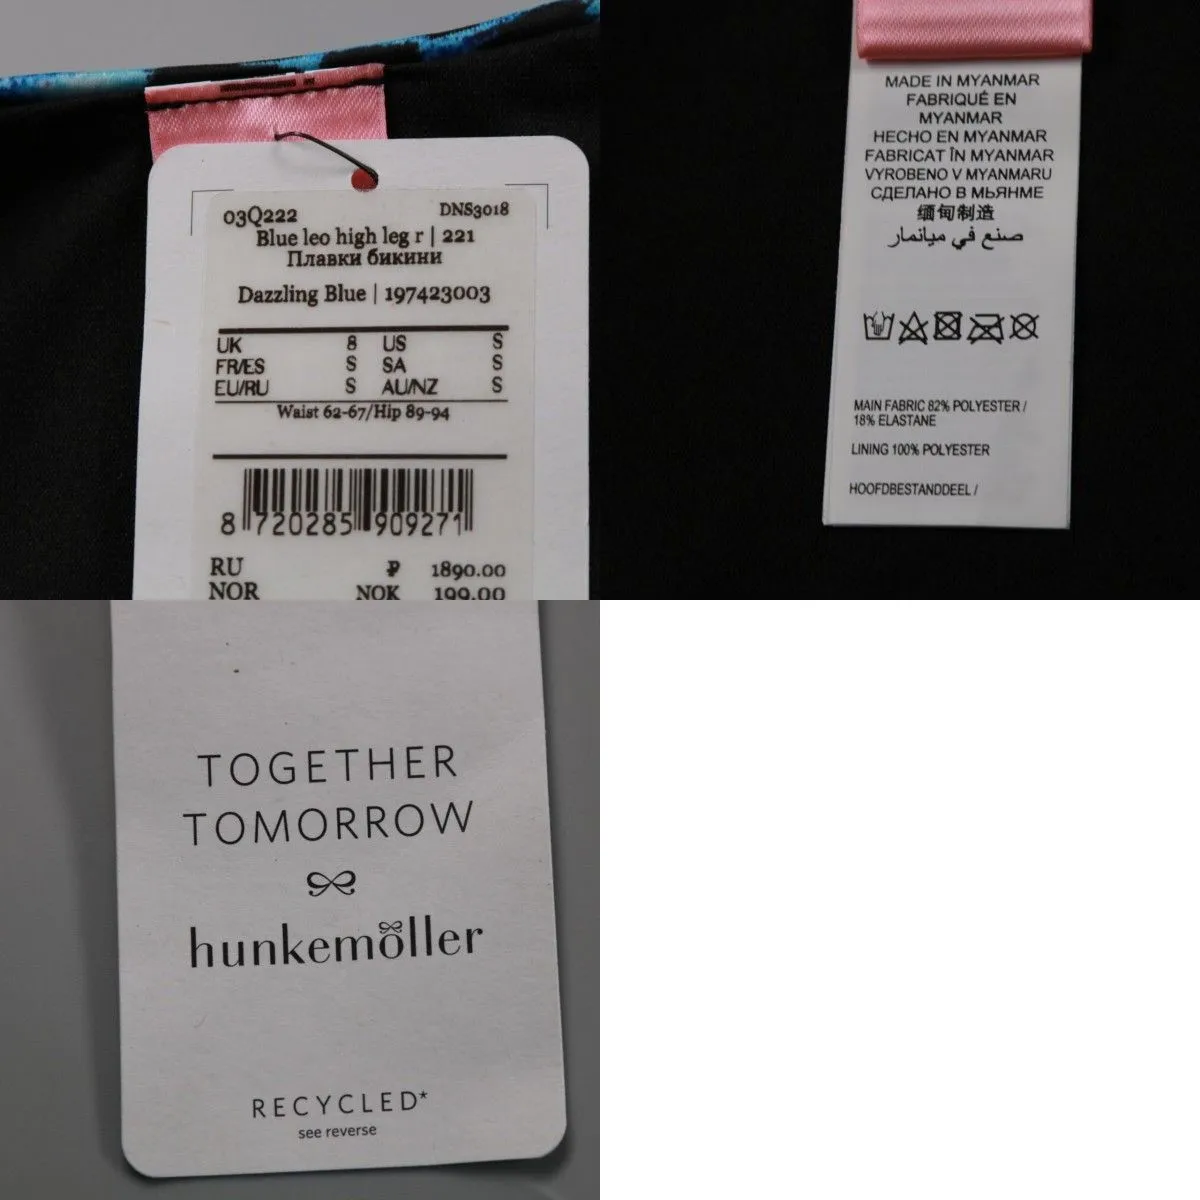 03Q222 DNS3018
Blue leo high leg r | 221
Плавки бикини
Dazzling Blue | 197423003
UK 8 US S
FR/ES S SA S
EU/RU S AU/NZ S
Waist 62-67/Hip 89-94
8 720285 909271
RU ₽ 1890.00
NOR NOK 199.00
MADE IN MYANMAR
FABRIQUÉ EN
MYANMAR
HECHO EN MYANMAR
FABRICAT ÎN MYANMAR
VYROBENO V MYANMARU
СДЕЛАНО В МЬЯНМЕ
缅甸制造
صنع في ميانمار
MAIN FABRIC 82% POLYESTER /
18% ELASTANE
LINING 100% POLYESTER
HOOFDBESTANDDEEL /
TOGETHER
TOMORROW
hunkemöller
RECYCLED*
see reverse